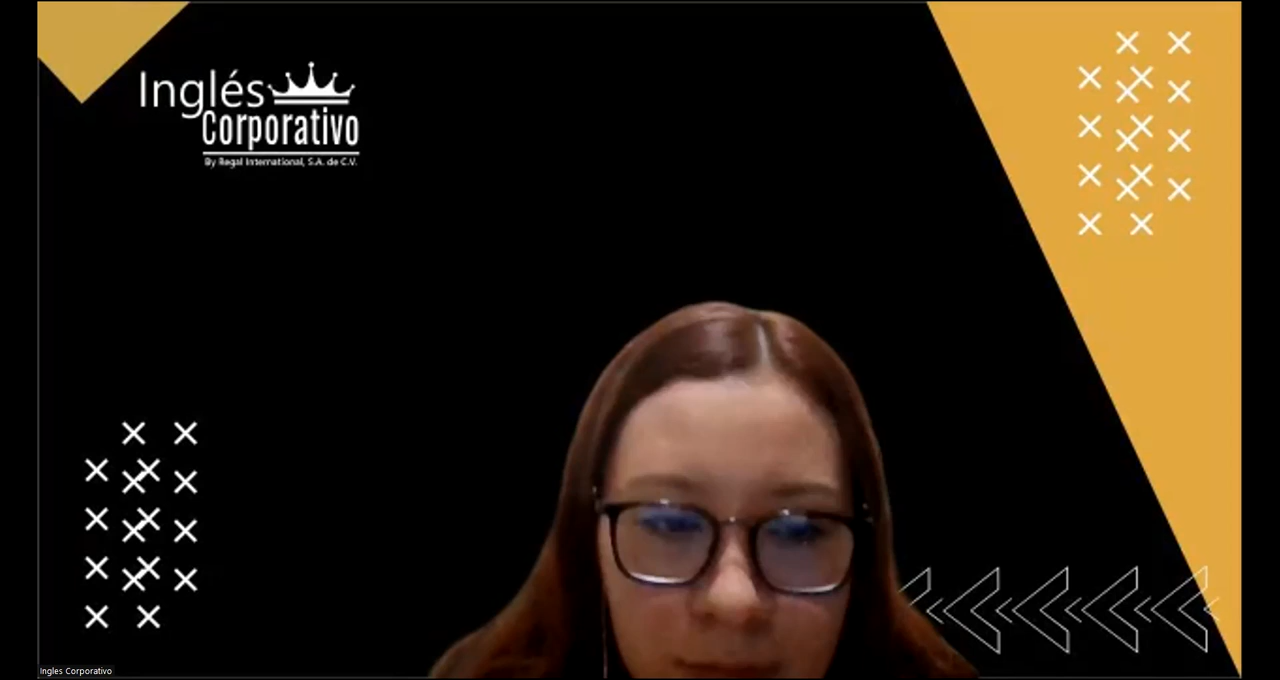 Inglés
Corporativo
By Regal International, S.A. de C.V.
Ingles Corporativo